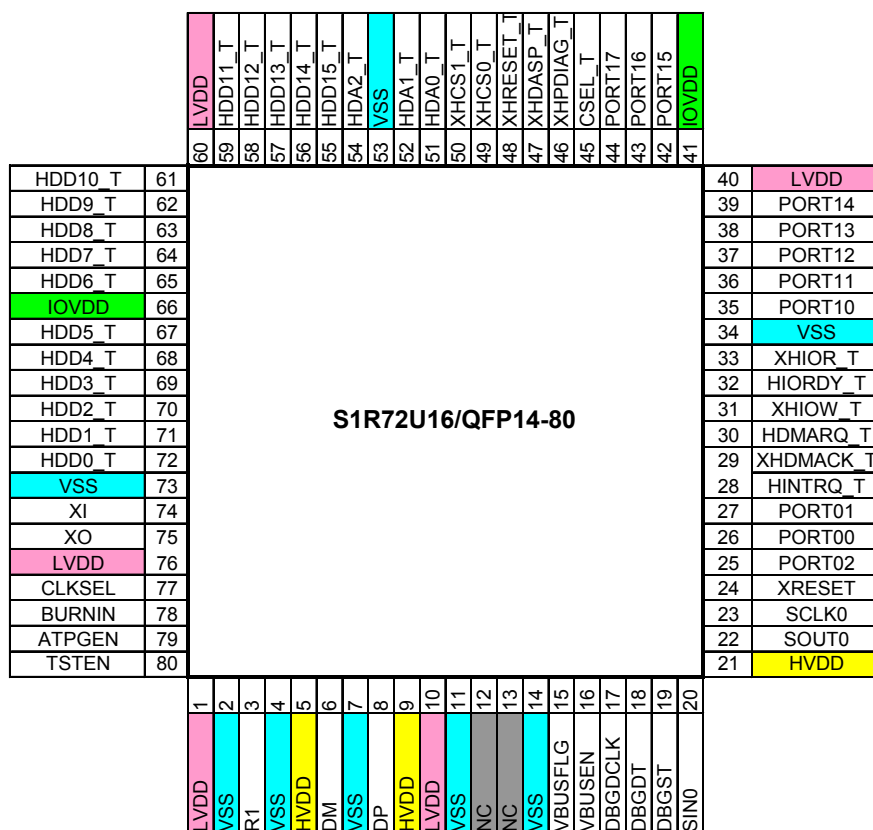 LVDD HDD11_T HDD12_T HDD13_T HDD14_T HDD15_T HDA2_T VSS HDA1_T HDA0_T XHCS1_T XHCS0_T XHRESET_T XHDASP_T XHPDIAG_T CSEL_T PORT17 PORT16 PORT15 IOVDD
60 59 58 57 56 55 54 53 52 51 50 49 48 47 46 45 44 43 42 41
HDD10_T 61
HDD9_T 62
HDD8_T 63
HDD7_T 64
HDD6_T 65
IOVDD 66
HDD5_T 67
HDD4_T 68
HDD3_T 69
HDD2_T 70
HDD1_T 71
HDD0_T 72
VSS 73
XI 74
XO 75
LVDD 76
CLKSEL 77
BURNIN 78
ATPGEN 79
TSTEN 80
S1R72U16/QFP14-80
40 LVDD
39 PORT14
38 PORT13
37 PORT12
36 PORT11
35 PORT10
34 VSS
33 XHIOR_T
32 HIORDY_T
31 XHIOW_T
30 HDMARQ_T
29 XHDMACK_T
28 HINTRQ_T
27 PORT01
26 PORT00
25 PORT02
24 XRESET
23 SCLK0
22 SOUT0
21 HVDD
1 2 3 4 5 6 7 8 9 10 11 12 13 14 15 16 17 18 19 20
LVDD VSS R1 VSS HVDD DM VSS DP HVDD LVDD VSS NC NC VSS VBUSFLG VBUSEN DBGDCLK DBGDT DBGST SIN0